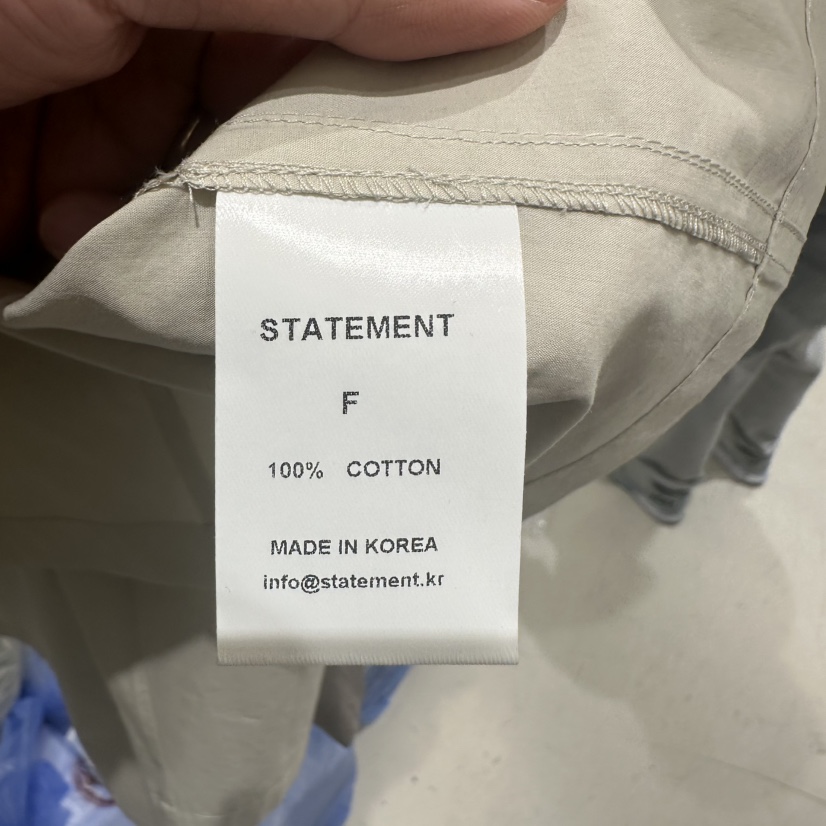 STATEMENT
F
100% COTTON
MADE IN KOREA
info@statement.kr